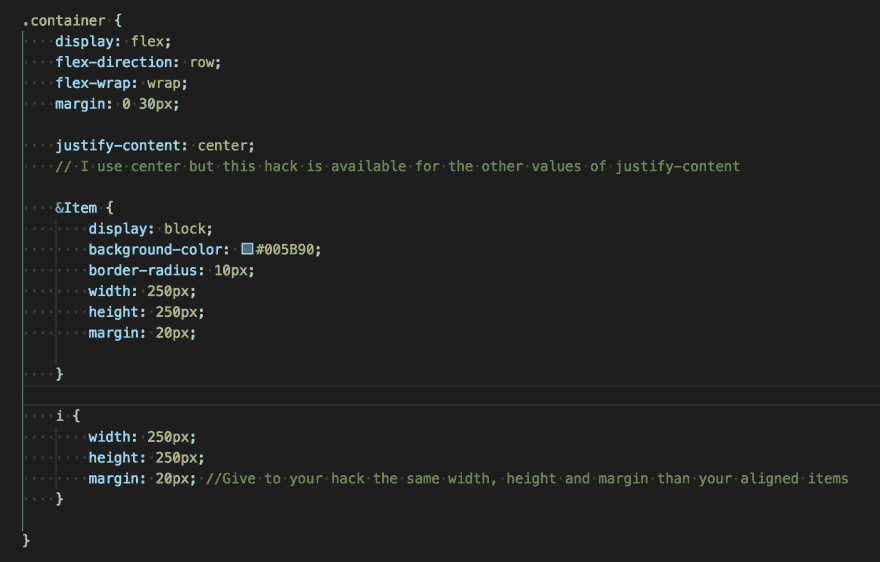 .container {
display: flex;
flex-direction: row;
flex-wrap: wrap;
margin: 0 30px;
justify-content: center;
// I use center but this hack is available for the other values of justify-content
&Item {
display: block;
background-color: #005B90;
border-radius: 10px;
width: 250px;
height: 250px;
margin: 20px;
}
i {
width: 250px;
height: 250px;
margin: 20px; //Give to your hack the same width, height and margin than your aligned items
}
}